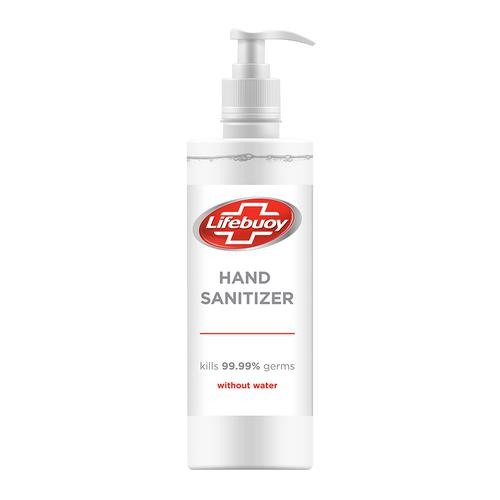 Lifebuoy
HAND
SANITIZER
kills 99.99% germs
without water